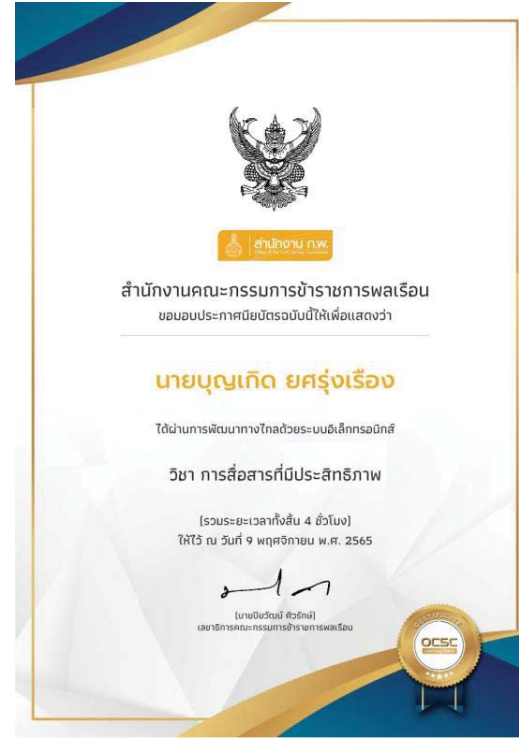 สำนักงาน ก.พ.
สำนักงานคณะกรรมการข้าราชการพลเรือน
ขอมอบประกาศนียบัตรฉบับนี้ให้เพื่อแสดงว่า
นายบุญเกิด ยศรุ่งเรือง
ได้ผ่านการพัฒนาทางไกลด้วยระบบอิเล็กทรอนิกส์
วิชา การสื่อสารที่มีประสิทธิภาพ
(รวมระยะเวลาทั้งสิ้น 4 ชั่วโมง)
ให้ไว้ ณ วันที่ 9 พฤศจิกายน พ.ศ. 2565
(นายปิยวัฒน์ ศิวรักษ์)
เลขาธิการคณะกรรมการข้าราชการพลเรือน
CERTIFICATE
OCSC